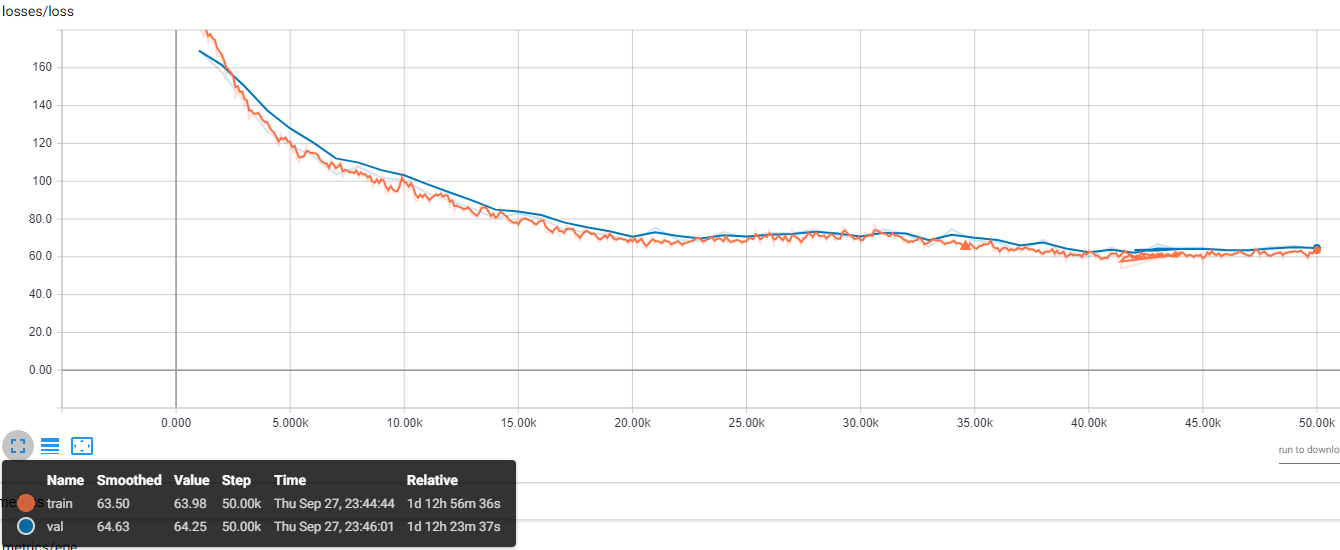 losses/loss
160
140
120
100
80.0
60.0
40.0
20.0
0.00
0.000 5.000k 10.00k 15.00k 20.00k 25.00k 30.00k 35.00k 40.00k 45.00k 50.00k
run to downlo
Name Smoothed Value Step Time Relative
train 63.50 63.98 50.00k Thu Sep 27, 23:44:44 1d 12h 56m 36s
val 64.63 64.25 50.00k Thu Sep 27, 23:46:01 1d 12h 23m 37s
metrics/epe